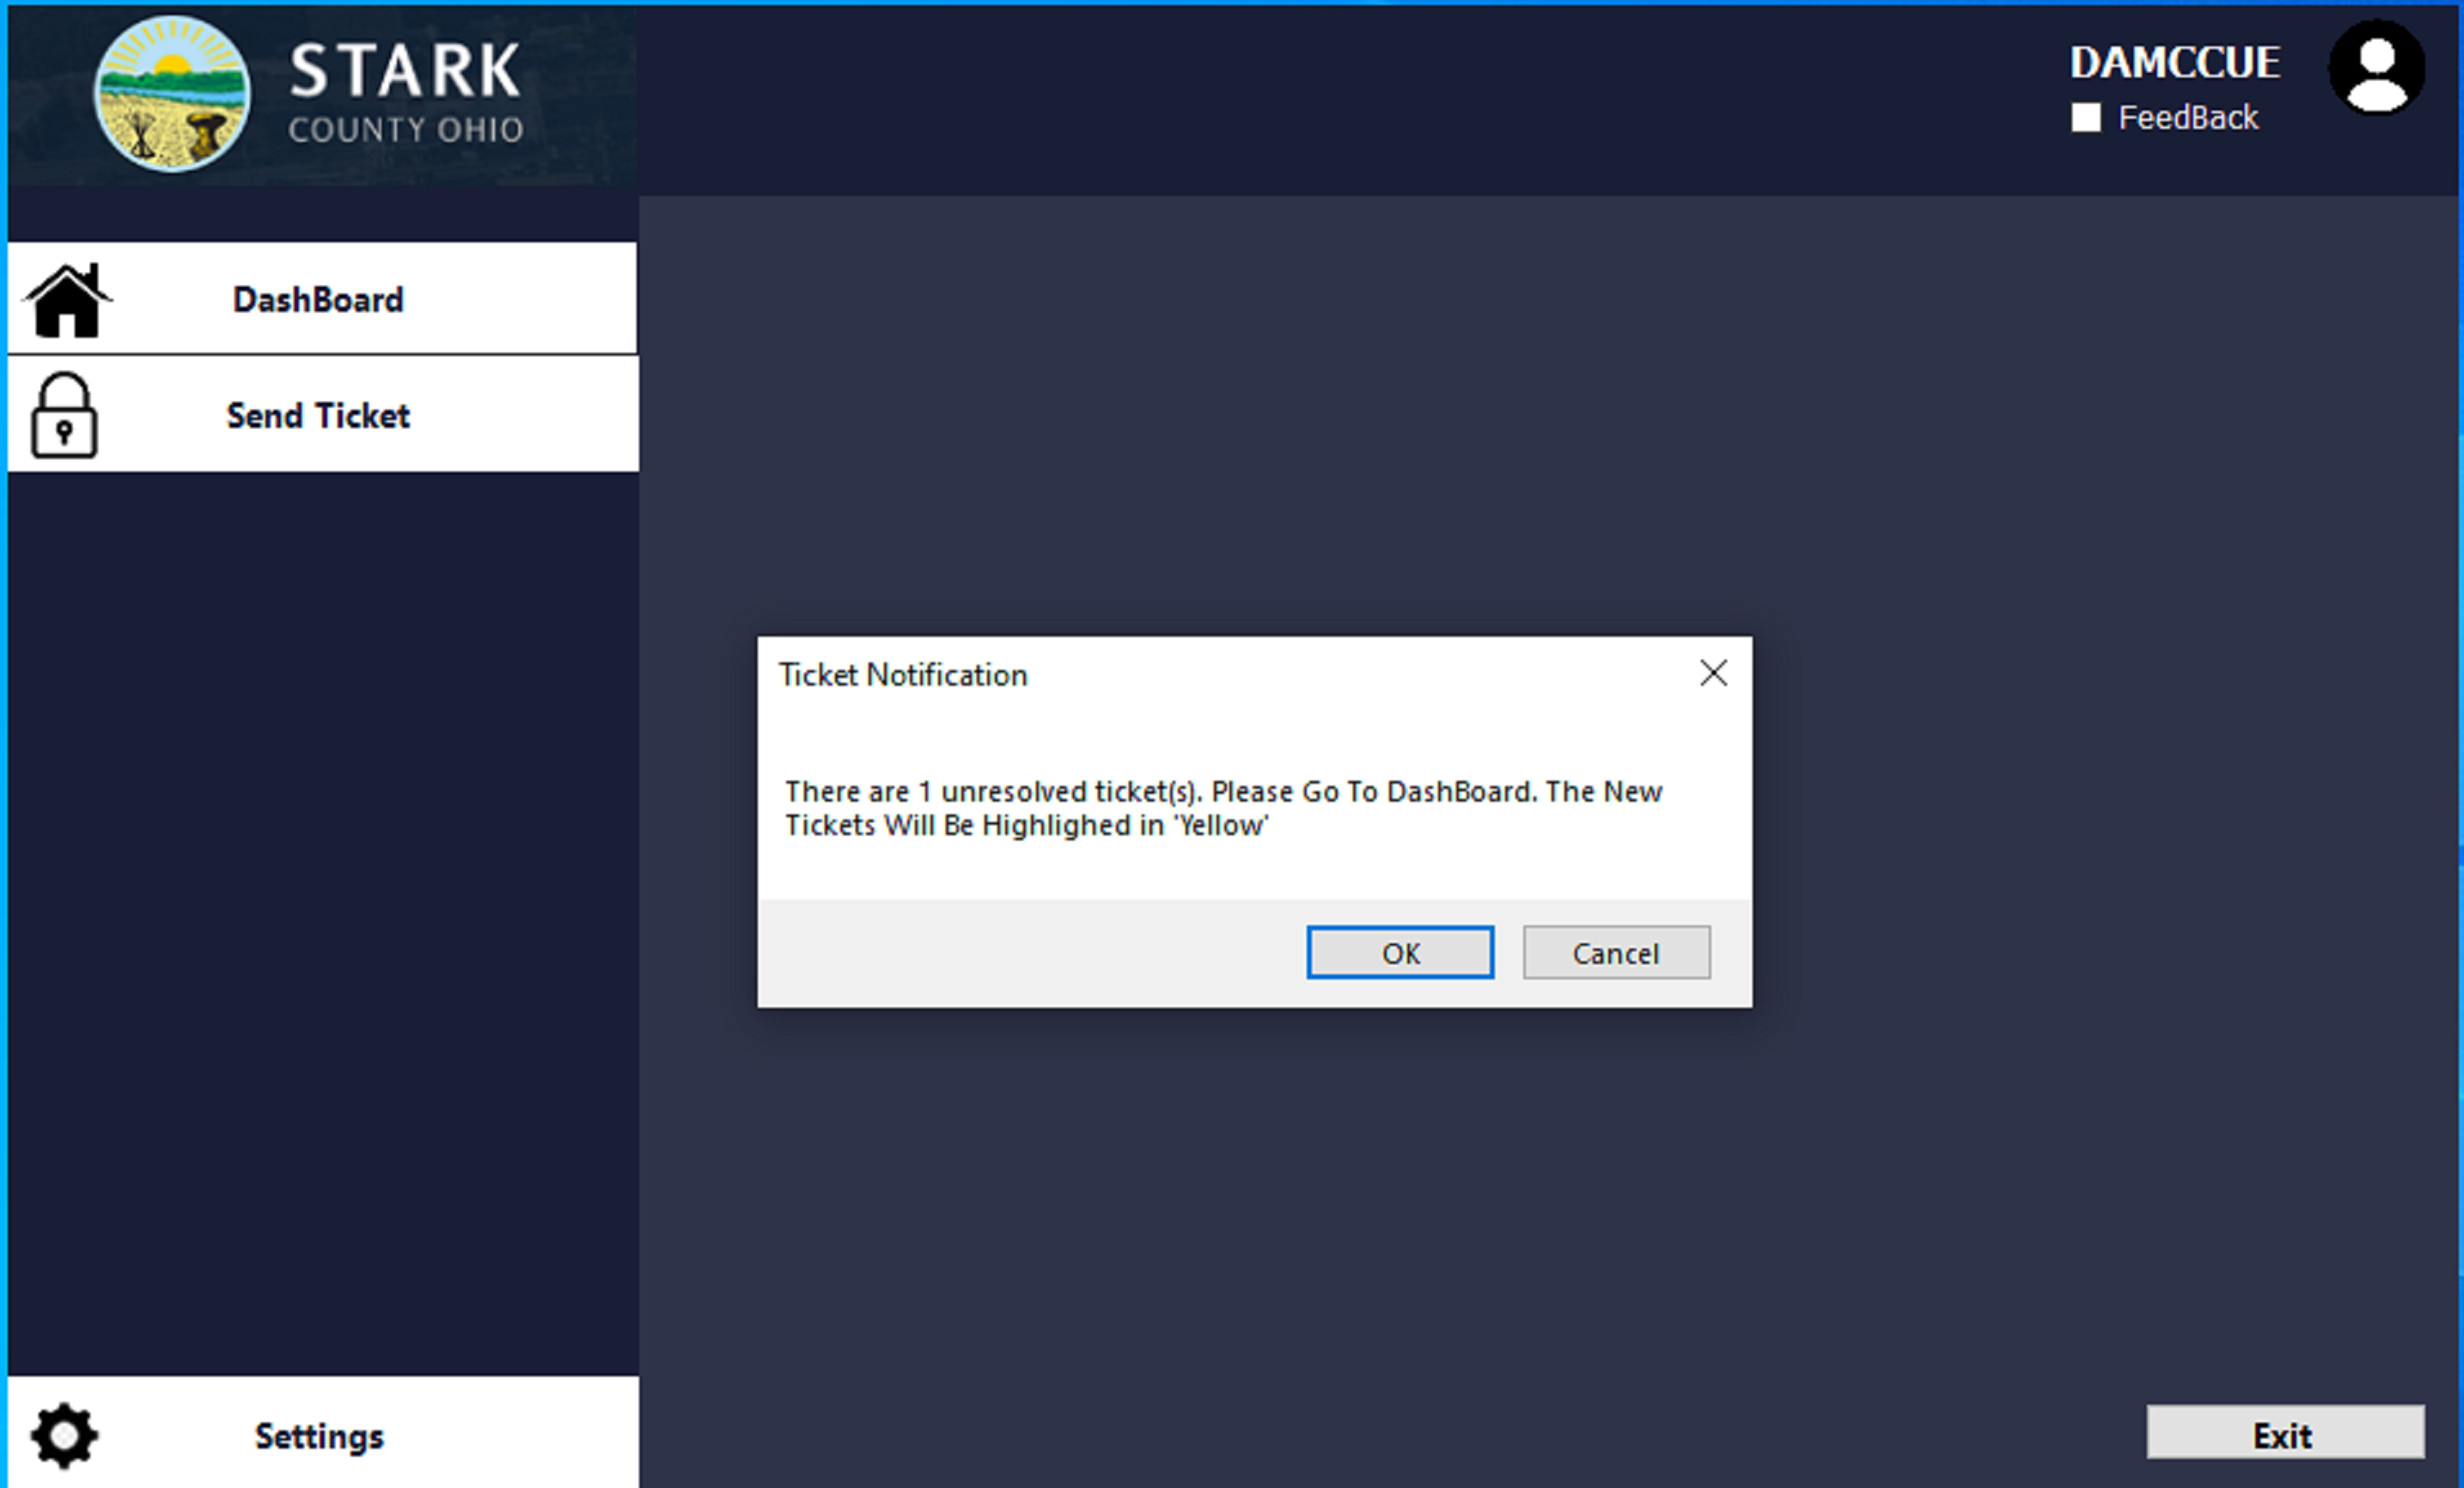 STARK
COUNTY OHIO
DAMCCUE
FeedBack
DashBoard
Send Ticket
Ticket Notification
There are 1 unresolved ticket(s). Please Go To DashBoard. The New
Tickets Will Be Highlighed in 'Yellow'
OK
Cancel
Settings
Exit